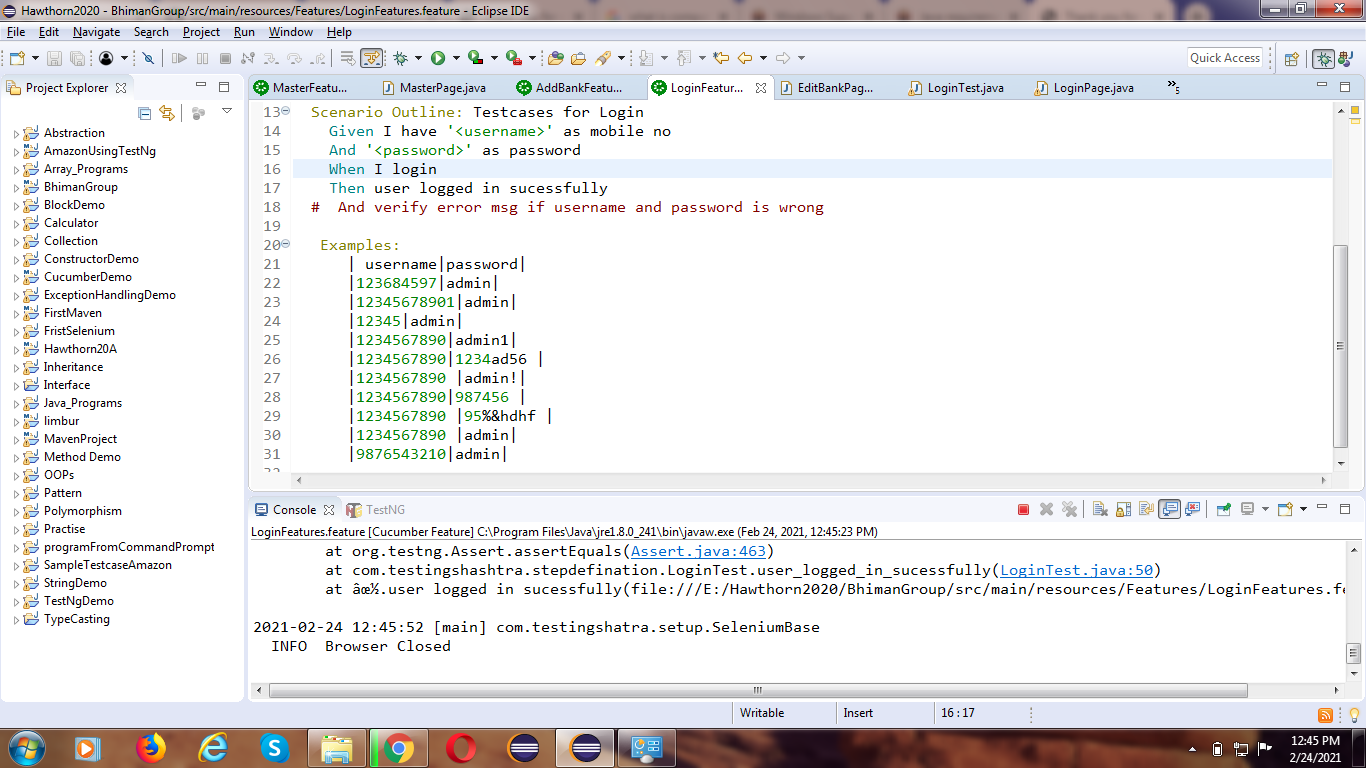 Hawthorn2020 - BhimanGroup/src/main/resources/Features/LoginFeatures.feature - Eclipse IDE
File Edit Navigate Search Project Run Window Help
Quick Access
Project Explorer
Abstraction
AmazonUsingTestNg
Array_Programs
BhimanGroup
BlockDemo
Calculator
Collection
ConstructorDemo
CucumberDemo
ExceptionHandlingDemo
FirstMaven
FristSelenium
Hawthorn20A
Inheritance
Interface
Java_Programs
limbur
MavenProject
Method Demo
OOPs
Pattern
Polymorphism
Practise
programFromCommandPrompt
SampleTestcaseAmazon
StringDemo
TestNgDemo
TypeCasting
MasterFeatu... MasterPage.java AddBankFeatu... LoginFeatur... EditBankPag... LoginTest.java LoginPage.java »5
13 Scenario Outline: Testcases for Login
14 Given I have '<username>' as mobile no
15 And '<password>' as password
16 When I login
17 Then user logged in sucessfully
18 #  And verify error msg if username and password is wrong
19
20 Examples:
21 | username|password|
22 |123684597|admin|
23 |12345678901|admin|
24 |12345|admin|
25 |1234567890|admin1|
26 |1234567890|1234ad56 |
27 |1234567890 |admin!|
28 |1234567890|987456 |
29 |1234567890 |95%&hdhf |
30 |1234567890 |admin|
31 |9876543210|admin|
32
Console TestNG
LoginFeatures.feature [Cucumber Feature] C:\Program Files\Java\jre1.8.0_241\bin\javaw.exe (Feb 24, 2021, 12:45:23 PM)
at org.testng.Assert.assertEquals(Assert.java:463)
at com.testingshashtra.stepdefination.LoginTest.user_logged_in_sucessfully(LoginTest.java:50)
at âœ½.user logged in sucessfully(file:///E:/Hawthorn2020/BhimanGroup/src/main/resources/Features/LoginFeatures.fe
2021-02-24 12:45:52 [main] com.testingshatra.setup.SeleniumBase
INFO  Browser Closed
Writable Insert 16 : 17
12:45 PM
2/24/2021